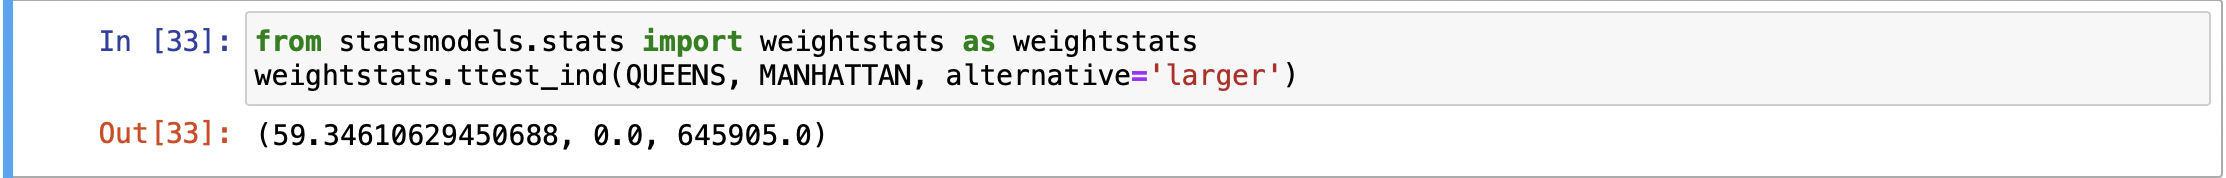 In [33]: from statsmodels.stats import weightstats as weightstats
weightstats.ttest_ind(QUEENS, MANHATTAN, alternative='larger')
Out[33]: (59.34610629450688, 0.0, 645905.0)